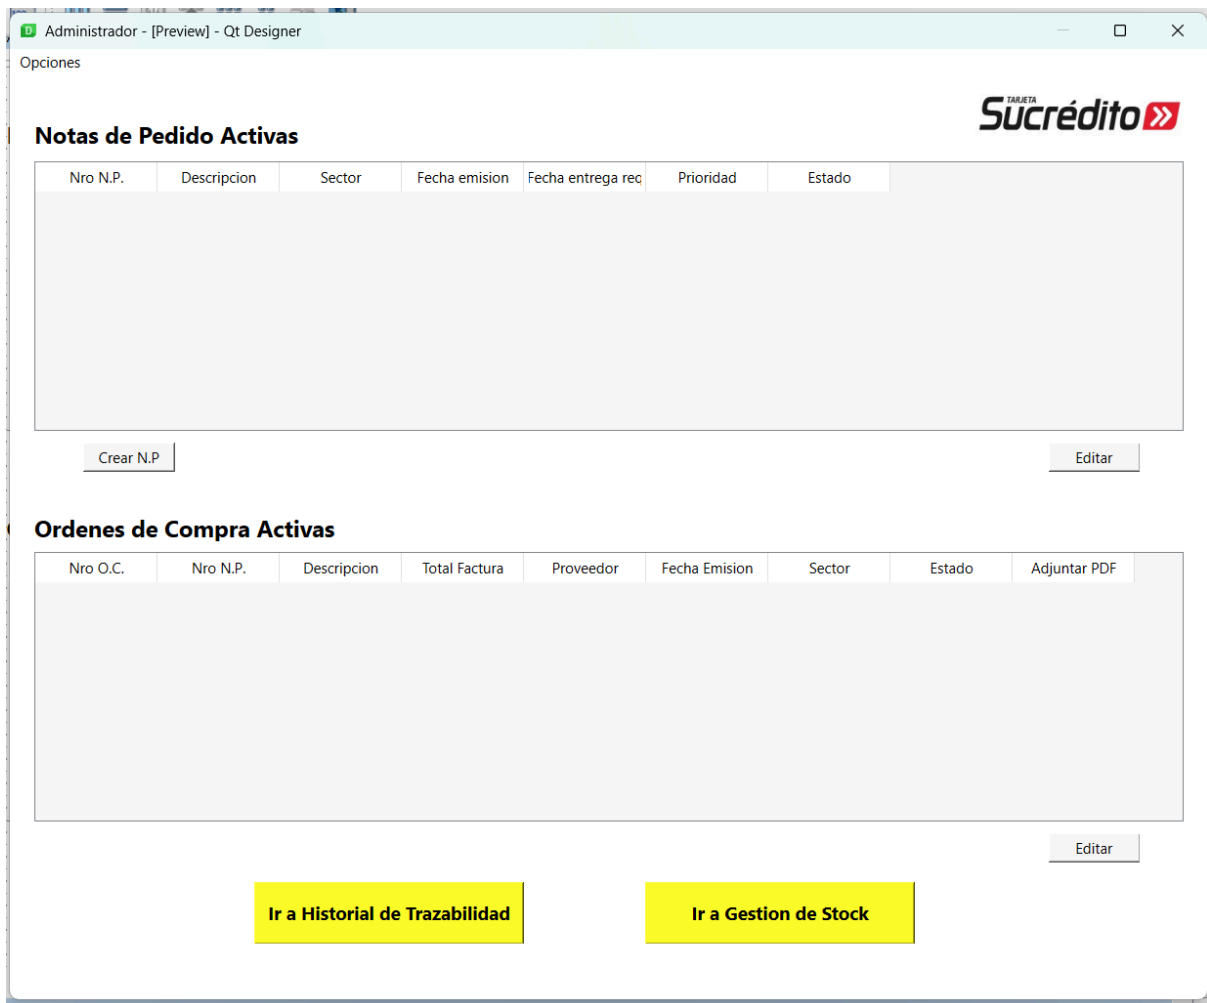 Administrador - [Preview] - Qt Designer
Opciones
TARJETA
Sucrédito
Notas de Pedido Activas
Nro N.P. Descripcion Sector Fecha emision Fecha entrega req Prioridad Estado
Crear N.P Editar
Ordenes de Compra Activas
Nro O.C. Nro N.P. Descripcion Total Factura Proveedor Fecha Emision Sector Estado Adjuntar PDF
Editar
Ir a Historial de Trazabilidad Ir a Gestion de Stock